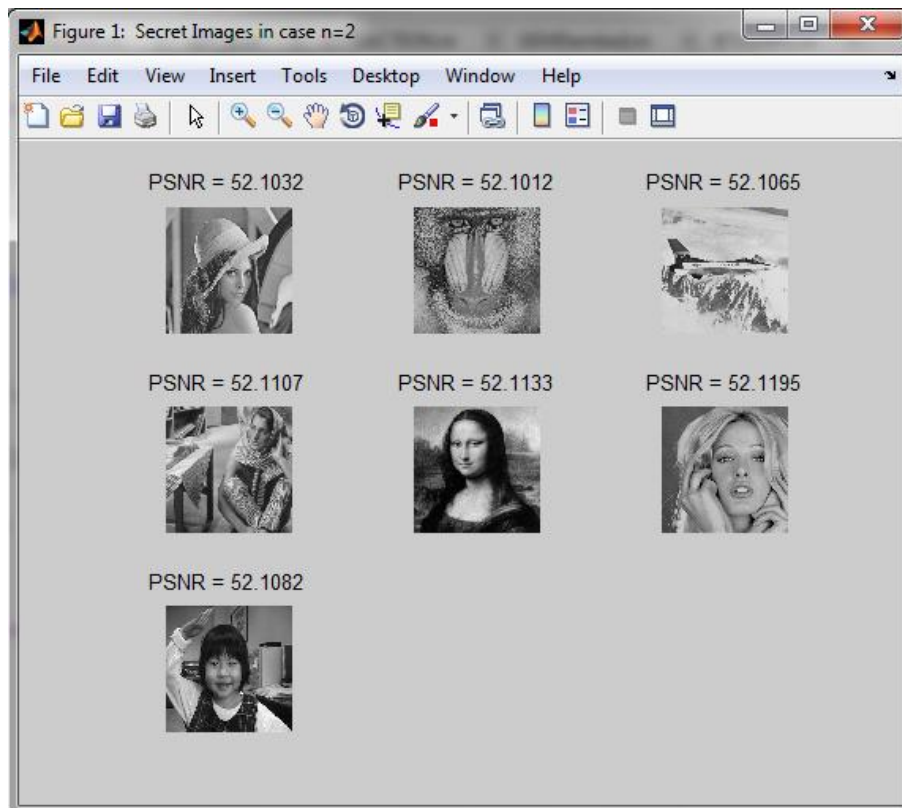 Figure 1: Secret Images in case n=2
File Edit View Insert Tools Desktop Window Help
PSNR = 52.1032 PSNR = 52.1012 PSNR = 52.1065
PSNR = 52.1107 PSNR = 52.1133 PSNR = 52.1195
PSNR = 52.1082